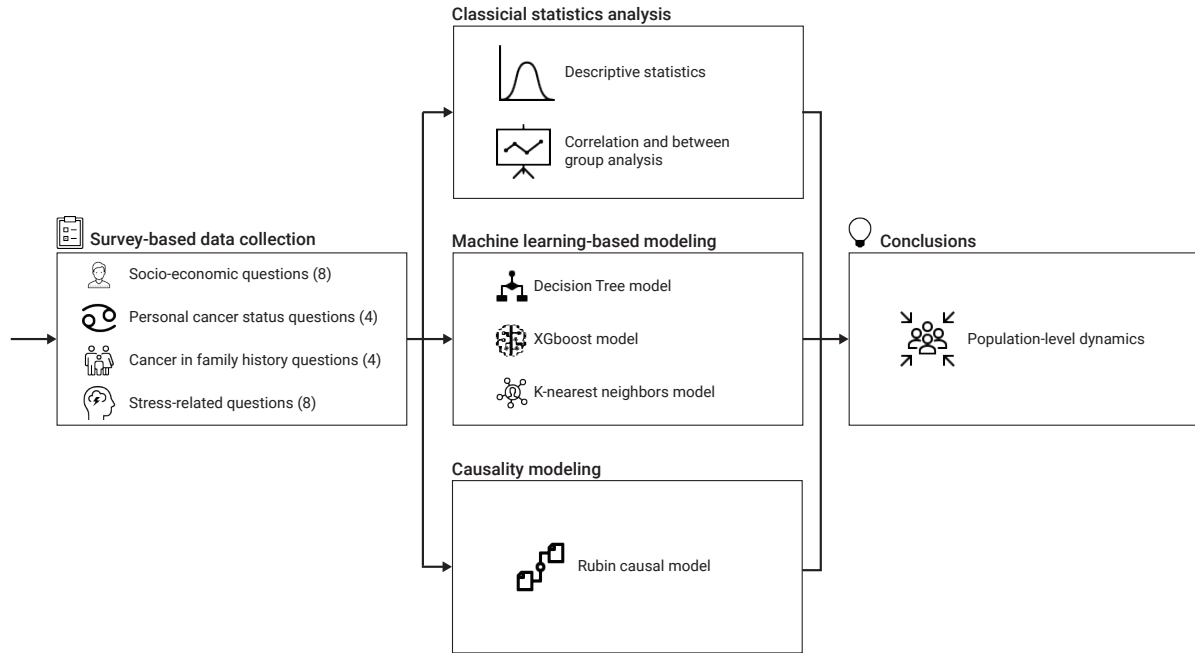 Classicial statistics analysis
Descriptive statistics
Correlation and between
group analysis
Survey-based data collection
Socio-economic questions (8)
Personal cancer status questions (4)
Cancer in family history questions (4)
Stress-related questions (8)
Machine learning-based modeling
Decision Tree model
XGboost model
K-nearest neighbors model
Causality modeling
Rubin causal model
Conclusions
Population-level dynamics